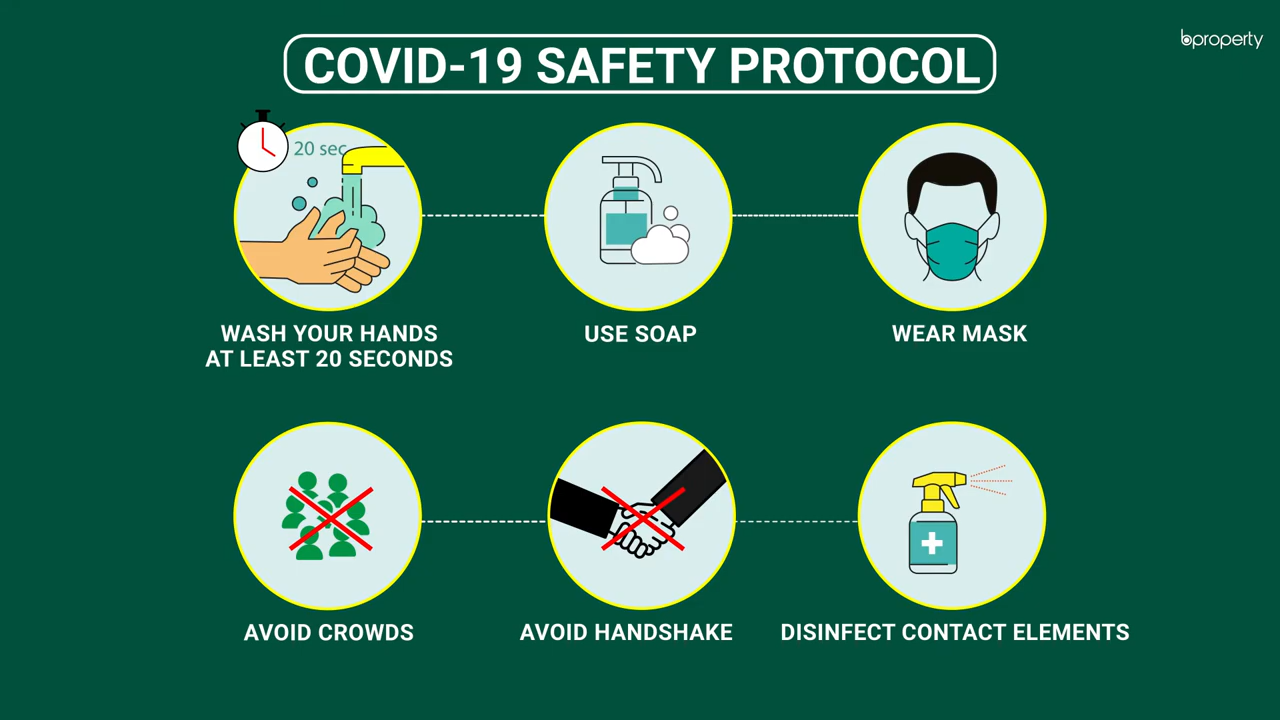 bproperty
COVID-19 SAFETY PROTOCOL
20 sec
WASH YOUR HANDS
AT LEAST 20 SECONDS
USE SOAP
WEAR MASK
AVOID CROWDS
AVOID HANDSHAKE
DISINFECT CONTACT ELEMENTS